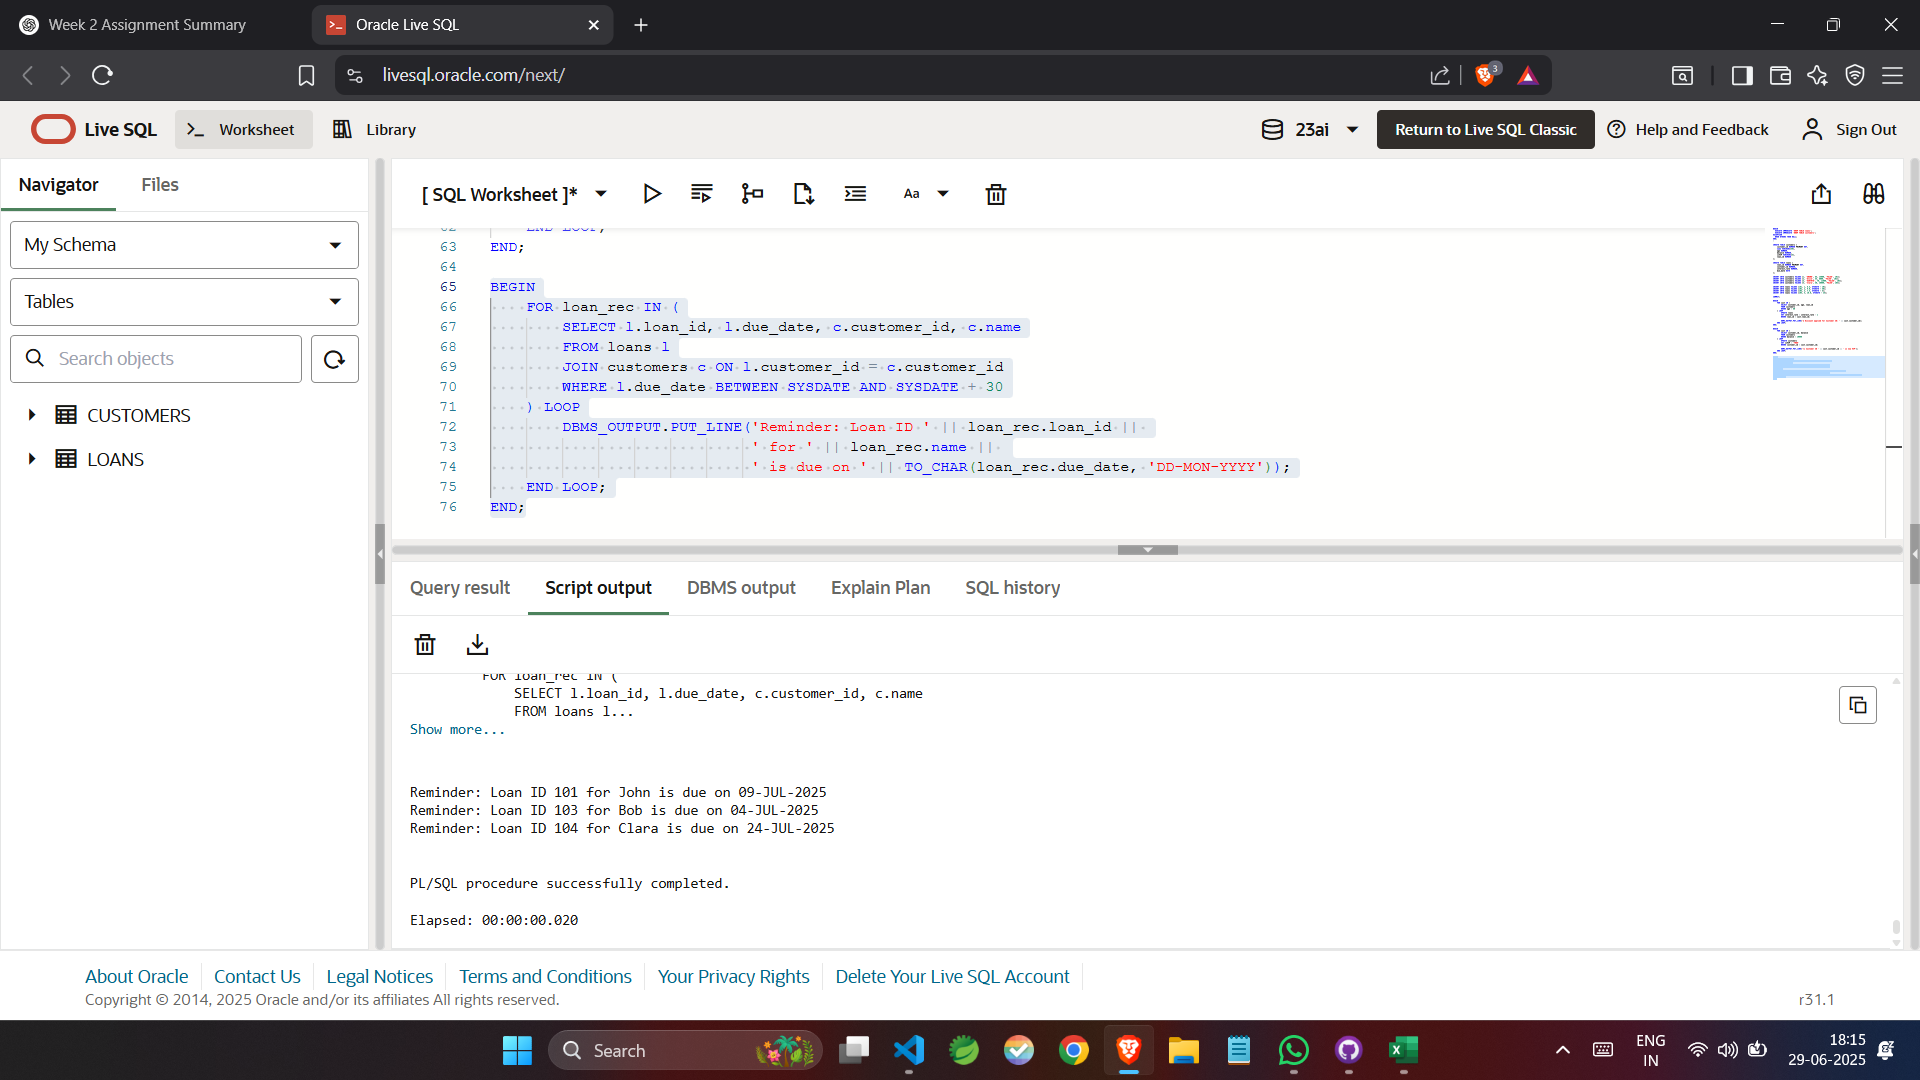 Week 2 Assignment Summary
Oracle Live SQL
livesql.oracle.com/next/
3
Live SQL
Worksheet
Library
23ai
Return to Live SQL Classic
Help and Feedback
Sign Out
Navigator
Files
My Schema
Tables
Search objects
CUSTOMERS
LOANS
[ SQL Worksheet ]*
Aa
62 END LOOP;
63 END;
64
65 BEGIN
66 FOR loan_rec IN (
67 SELECT l.loan_id, l.due_date, c.customer_id, c.name
68 FROM loans l
69 JOIN customers c ON l.customer_id = c.customer_id
70 WHERE l.due_date BETWEEN SYSDATE AND SYSDATE + 30
71 ) LOOP
72 DBMS_OUTPUT.PUT_LINE('Reminder: Loan ID ' || loan_rec.loan_id ||
73 ' for ' || loan_rec.name ||
74 ' is due on ' || TO_CHAR(loan_rec.due_date, 'DD-MON-YYYY'));
75 END LOOP;
76 END;
Query result
Script output
DBMS output
Explain Plan
SQL history
FOR loan_rec IN (
SELECT l.loan_id, l.due_date, c.customer_id, c.name
FROM loans l...
Show more...
Reminder: Loan ID 101 for John is due on 09-JUL-2025
Reminder: Loan ID 103 for Bob is due on 04-JUL-2025
Reminder: Loan ID 104 for Clara is due on 24-JUL-2025
PL/SQL procedure successfully completed.
Elapsed: 00:00:00.020
About Oracle
Contact Us
Legal Notices
Terms and Conditions
Your Privacy Rights
Delete Your Live SQL Account
Copyright © 2014, 2025 Oracle and/or its affiliates All rights reserved.
r31.1
Search
ENG
IN
18:15
29-06-2025